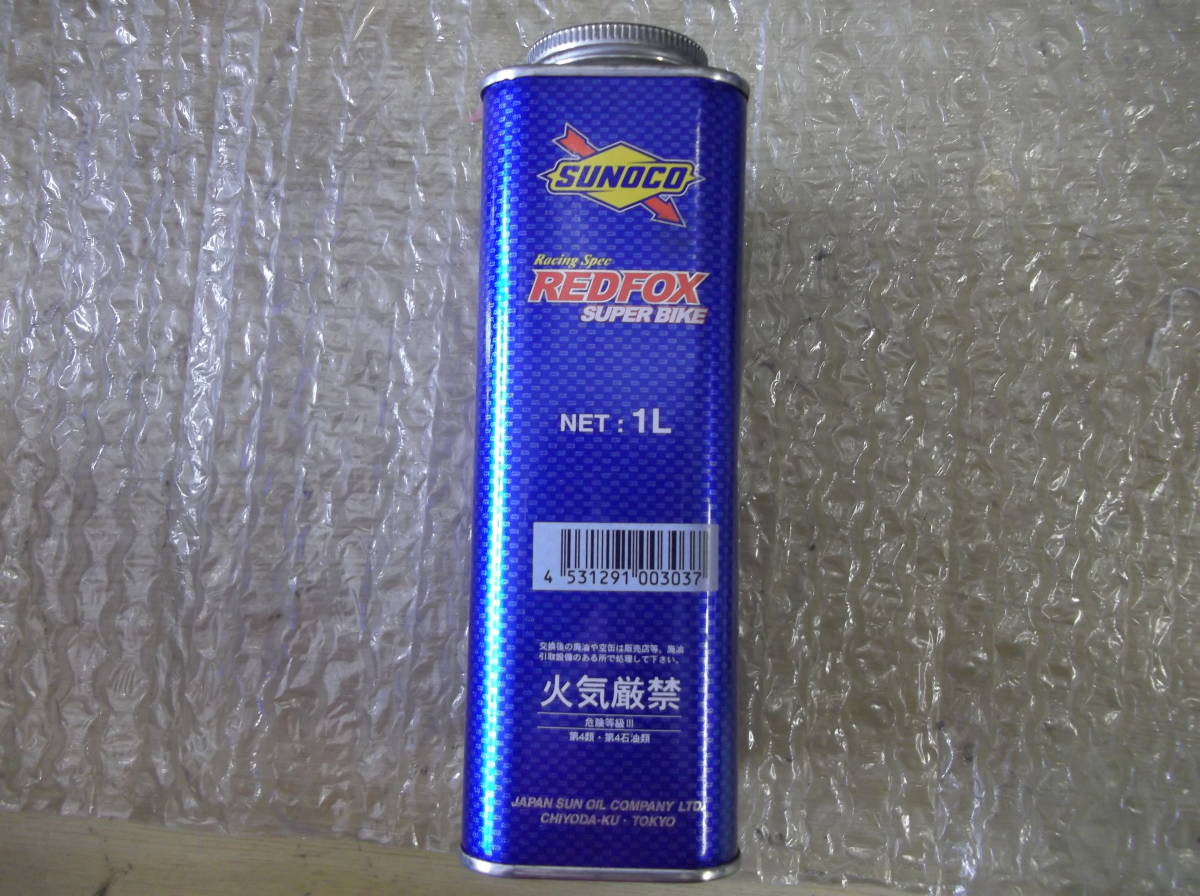 SUNOCO
Racing Spec
REDFOX
SUPER BIKE
NET : 1L
4 531291 003037
交換後の廃油や空缶は販売店等、廃油
引取設備のある所で処理して下さい。
火気厳禁
危険等級III
第4類・第4石油類
JAPAN SUN OIL COMPANY LTD.
CHIYODA-KU・TOKYO